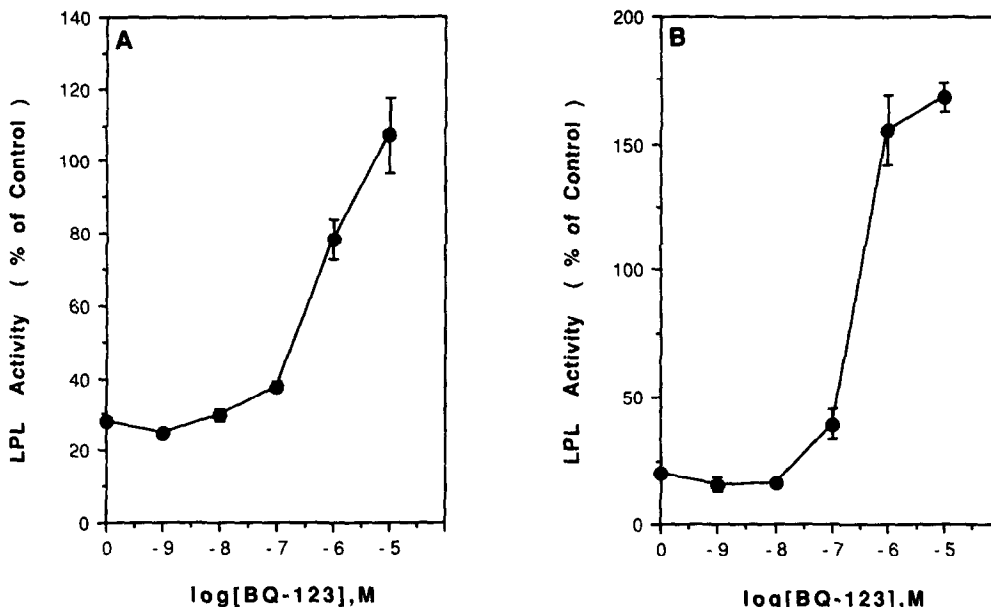 A
LPL Activity ( % of Control )
140
120
100
80
60
40
20
0
0 -9 -8 -7 -6 -5
log[BQ-123],M
B
LPL Activity ( % of Control )
200
150
100
50
0
0 -9 -8 -7 -6 -5
log[BQ-123],M